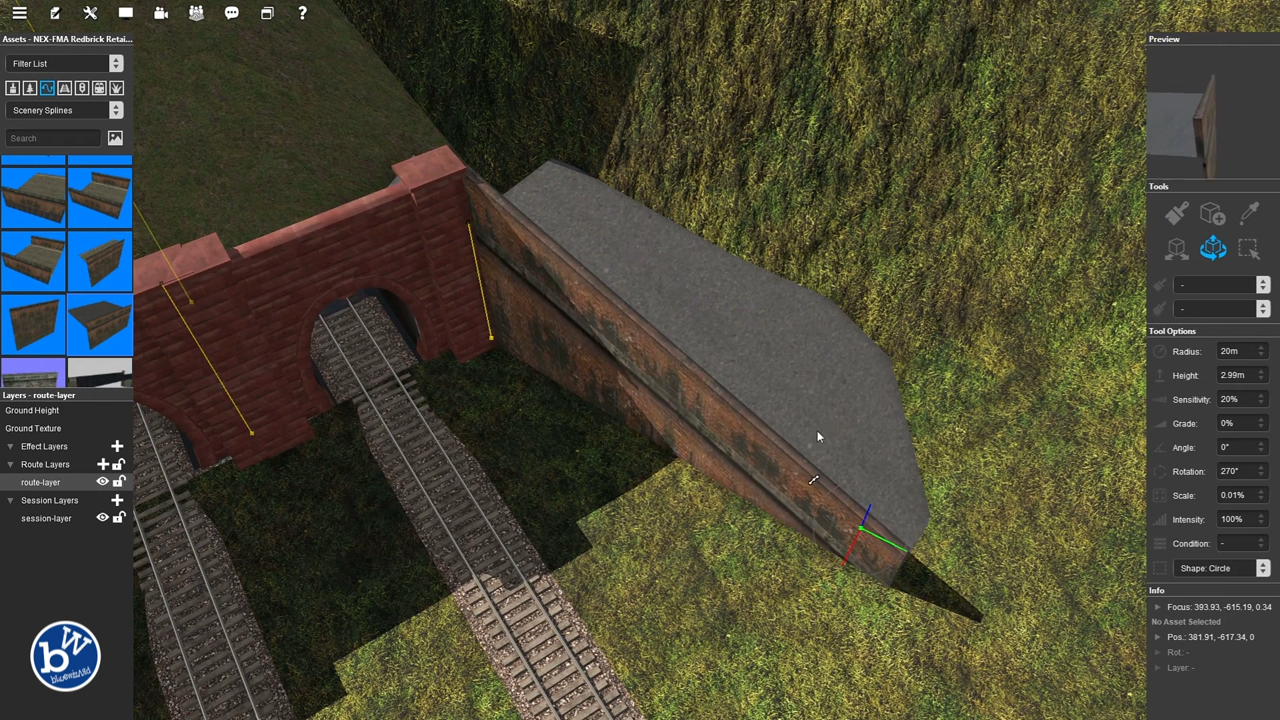 Assets - NEX-FMA Redbrick Retai...
Filter List
Scenery Splines
Search
Layers - route-layer
Ground Height
Ground Texture
Effect Layers
Route Layers
route-layer
Session Layers
session-layer
bw
bluewizARd
Preview
Tools
-
-
Tool Options
Radius: 20m
Height: 2.99m
Sensitivity: 20%
Grade: 0%
Angle: 0°
Rotation: 270°
Scale: 0.01%
Intensity: 100%
Condition: -
Shape: Circle
Info
Focus: 393.93, -615.19, 0.34
No Asset Selected
Pos.: 381.91, -617.34, 0
Rot.: -
Layer: -